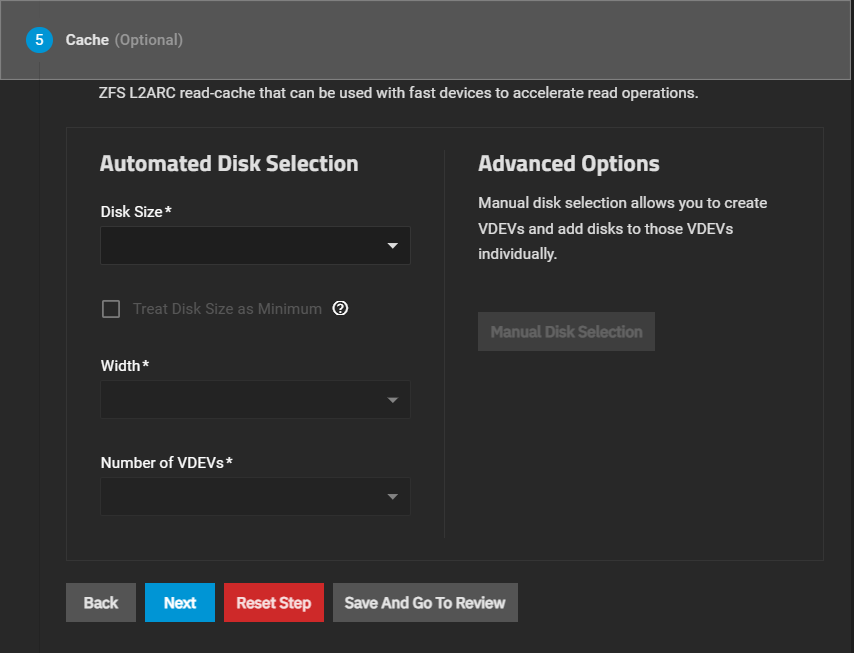 5 Cache (Optional)
ZFS L2ARC read-cache that can be used with fast devices to accelerate read operations.
Automated Disk Selection
Disk Size*
Treat Disk Size as Minimum ?
Width*
Number of VDEVs*
Advanced Options
Manual disk selection allows you to create
VDEVs and add disks to those VDEVs
individually.
Manual Disk Selection
Back Next Reset Step Save And Go To Review